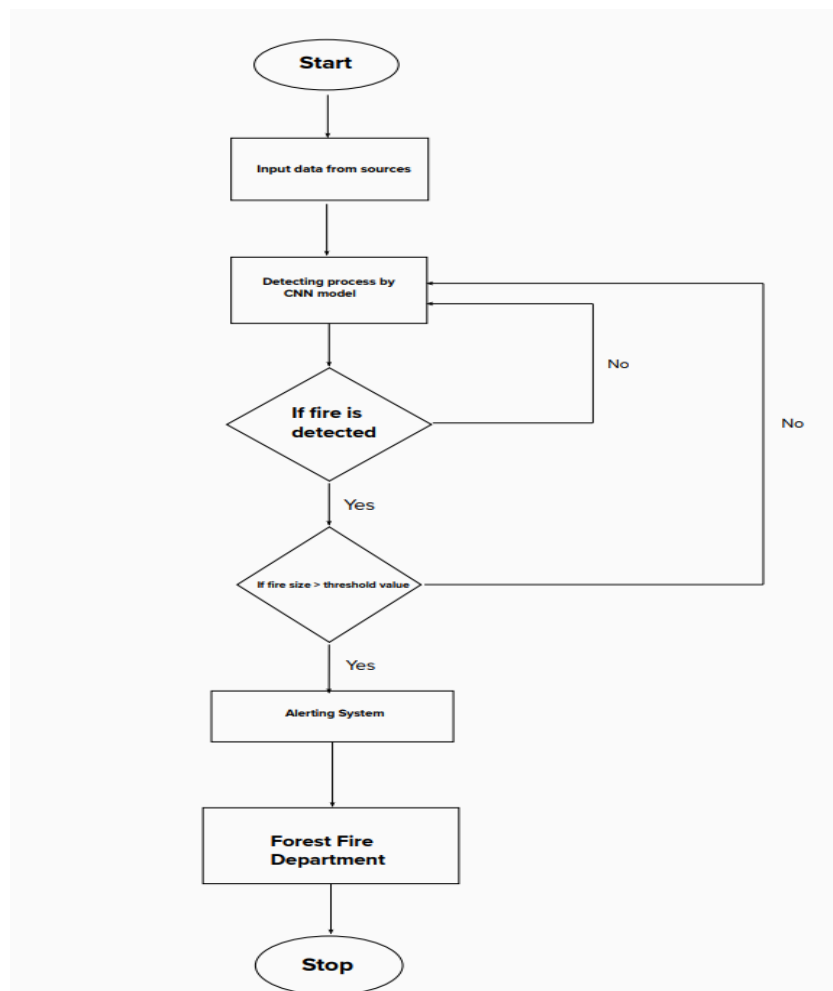 Start
Input data from sources
Detecting process by
CNN model
No
If fire is
detected
No
Yes
If fire size > threshold value
Yes
Alerting System
Forest Fire
Department
Stop